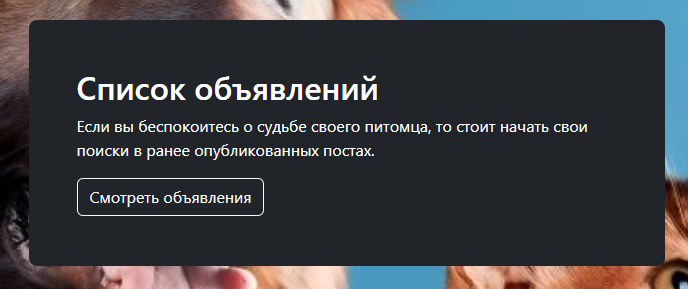 Список объявлений
Если вы беспокоитесь о судьбе своего питомца, то стоит начать свои
поиски в ранее опубликованных постах.
Смотреть объявления